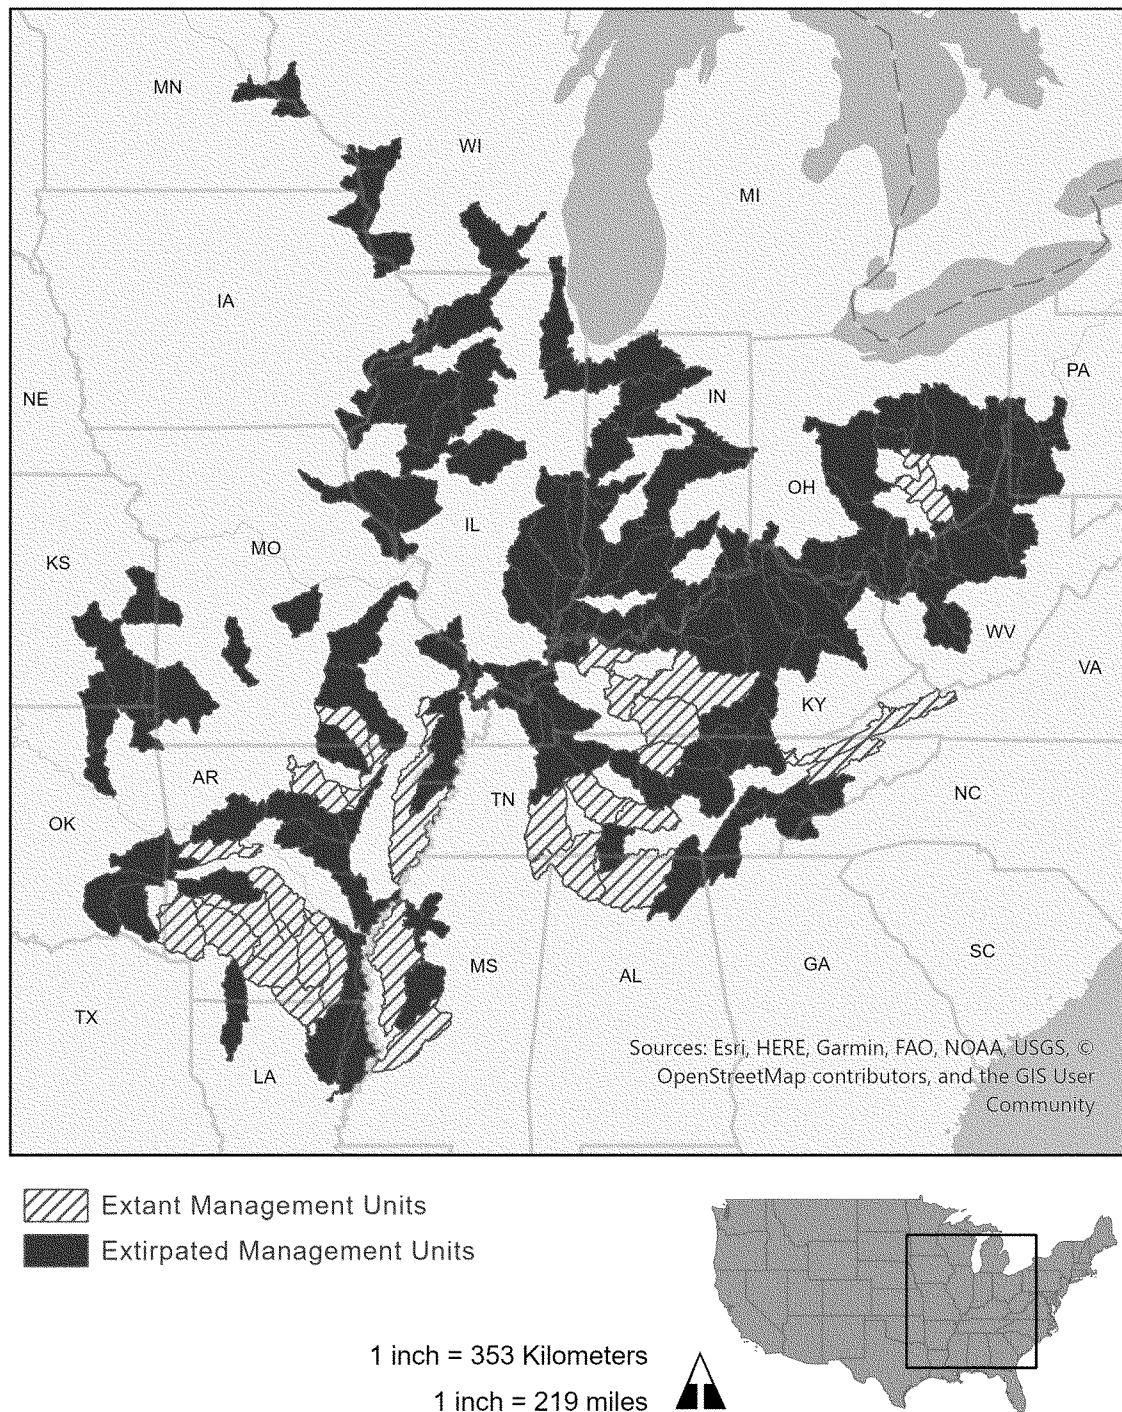 MN
WI
MI
IA
PA
NE
IN
OH
IL
MO
KS
WV
VA
KY
AR
TN
NC
OK
MS
SC
GA
AL
TX
LA
Sources: Esri, HERE, Garmin, FAO, NOAA, USGS, ©
OpenStreetMap contributors, and the GIS User
Community
Extant Management Units
Extirpated Management Units
1 inch = 353 Kilometers
1 inch = 219 miles